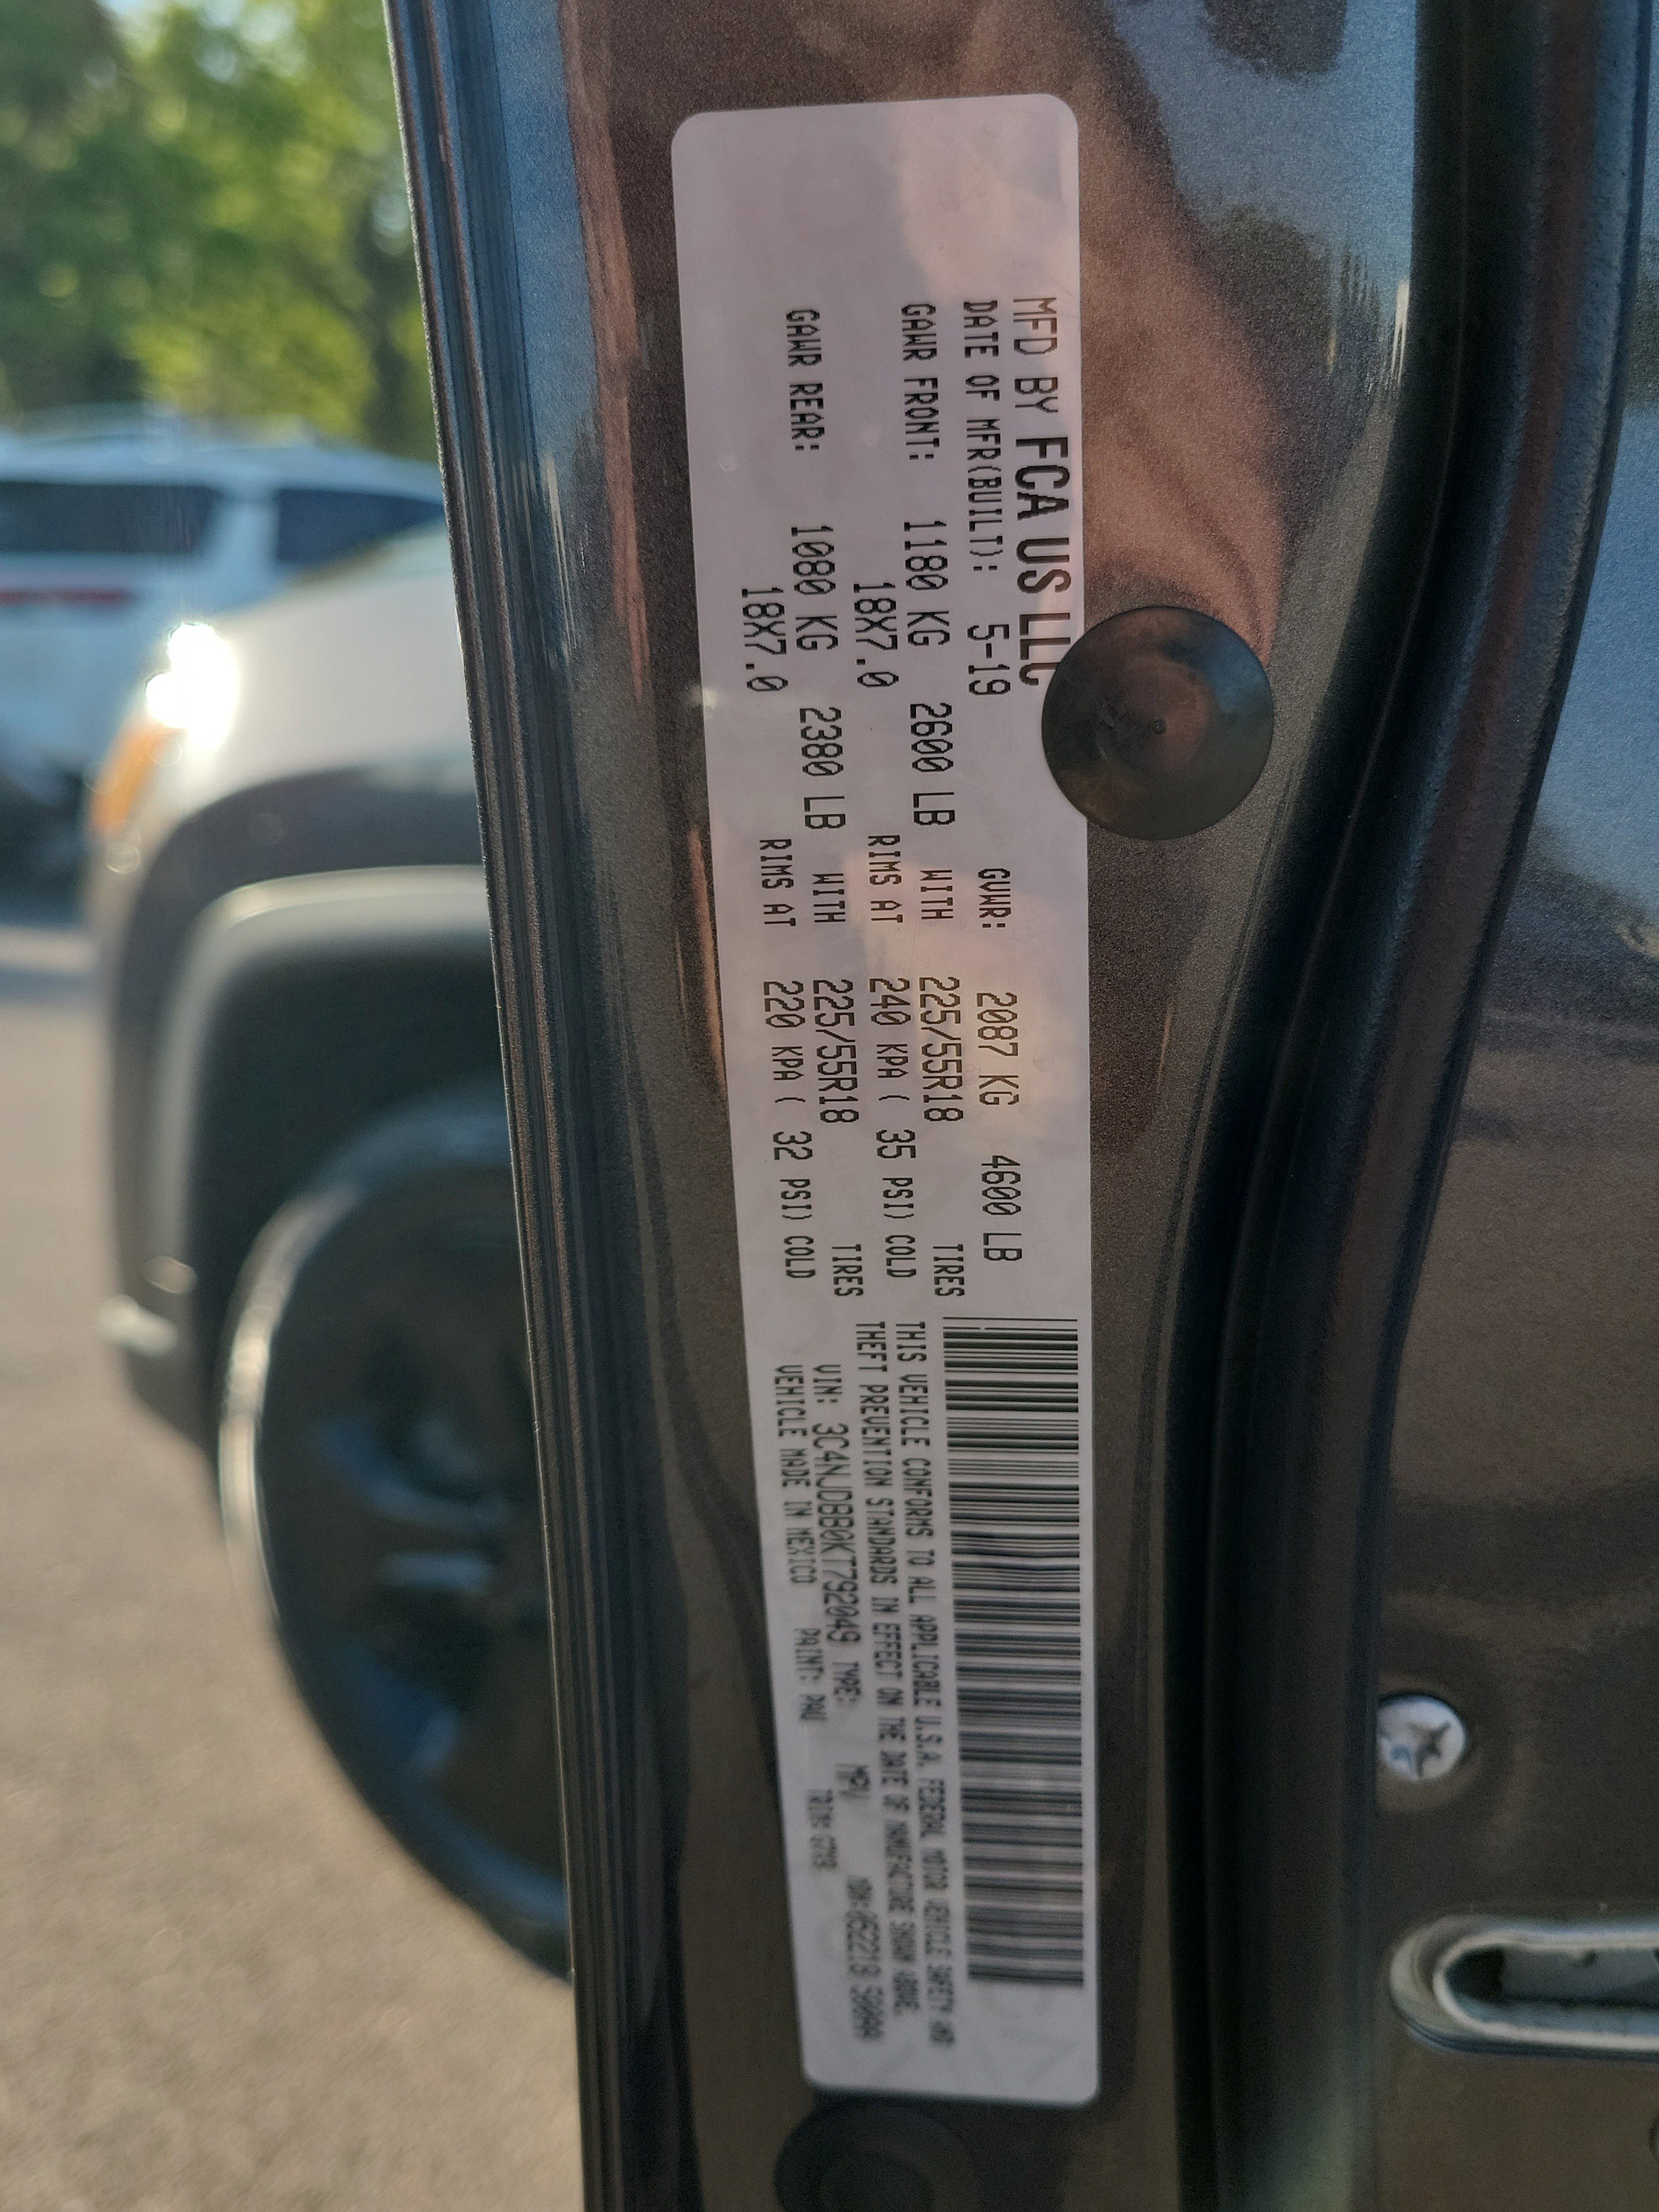 MFD BY FCA US LLC
DATE OF MFR(BUILT): 5-19 GVWR: 2087 KG 4600 LB
GAWR FRONT: 1180 KG 2600 LB WITH 225/55R18 TIRES
18X7.0 RIMS AT 240 KPA ( 35 PSI) COLD
GAWR REAR: 1080 KG 2380 LB WITH 225/55R18 TIRES
18X7.0 RIMS AT 220 KPA ( 32 PSI) COLD
THIS VEHICLE CONFORMS TO ALL APPLICABLE U.S.A. FEDERAL MOTOR VEHICLE SAFETY AND
THEFT PREVENTION STANDARDS IN EFFECT ON THE DATE OF MANUFACTURE SHOWN ABOVE.
VIN: 3C4NJDBB0KT792049 TYPE: MPV
VEHICLE MADE IN MEXICO PAINT: PAU TRIM: